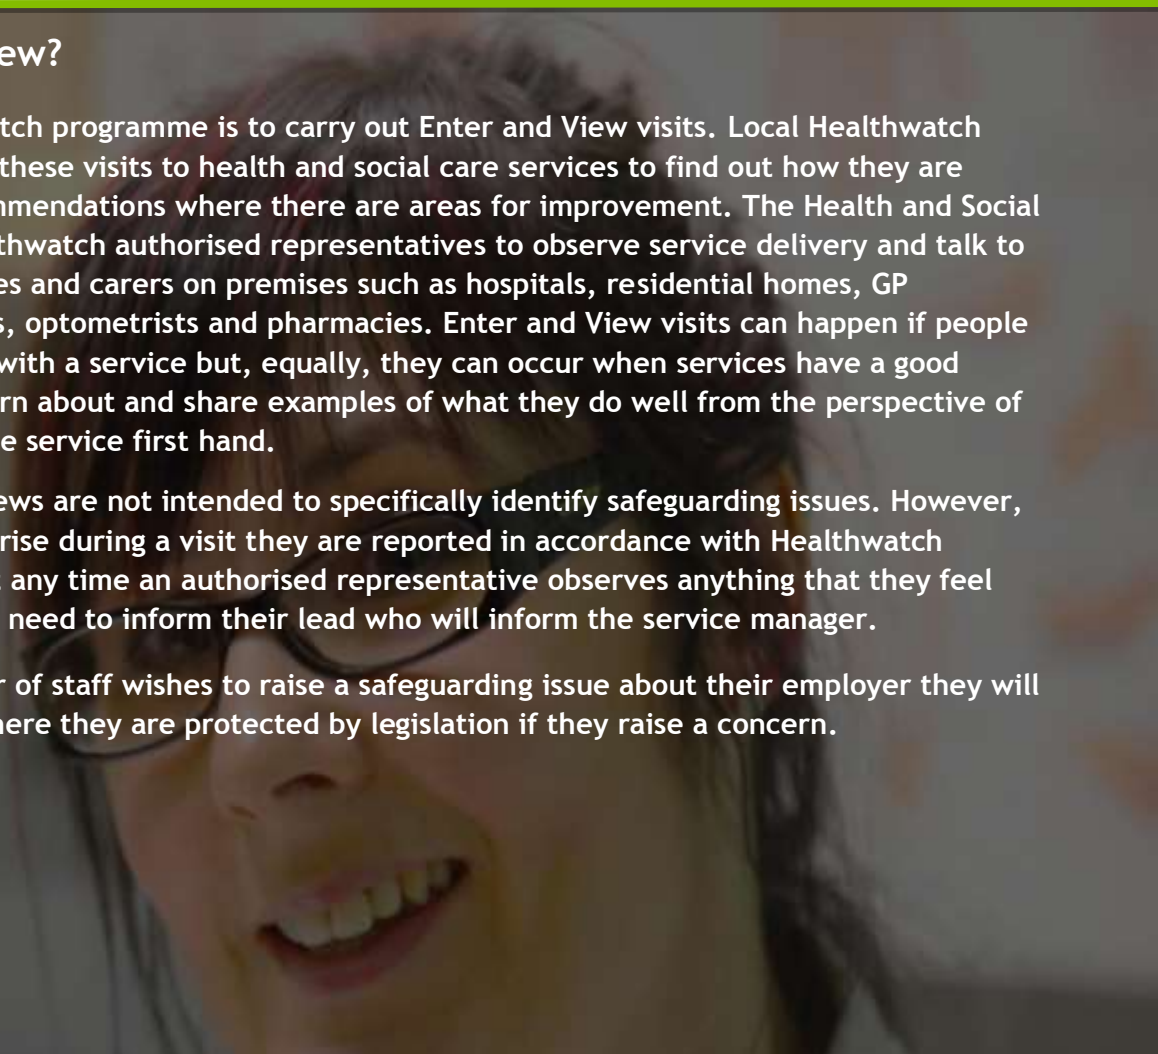 ew?
tch programme is to carry out Enter and View visits. Local Healthwatch
these visits to health and social care services to find out how they are
nmendations where there are areas for improvement. The Health and Social
thwatch authorised representatives to observe service delivery and talk to
es and carers on premises such as hospitals, residential homes, GP
s, optometrists and pharmacies. Enter and View visits can happen if people
with a service but, equally, they can occur when services have a good
rn about and share examples of what they do well from the perspective of
e service first hand.
ews are not intended to specifically identify safeguarding issues. However,
rise during a visit they are reported in accordance with Healthwatch
t any time an authorised representative observes anything that they feel
need to inform their lead who will inform the service manager.
r of staff wishes to raise a safeguarding issue about their employer they will
here they are protected by legislation if they raise a concern.